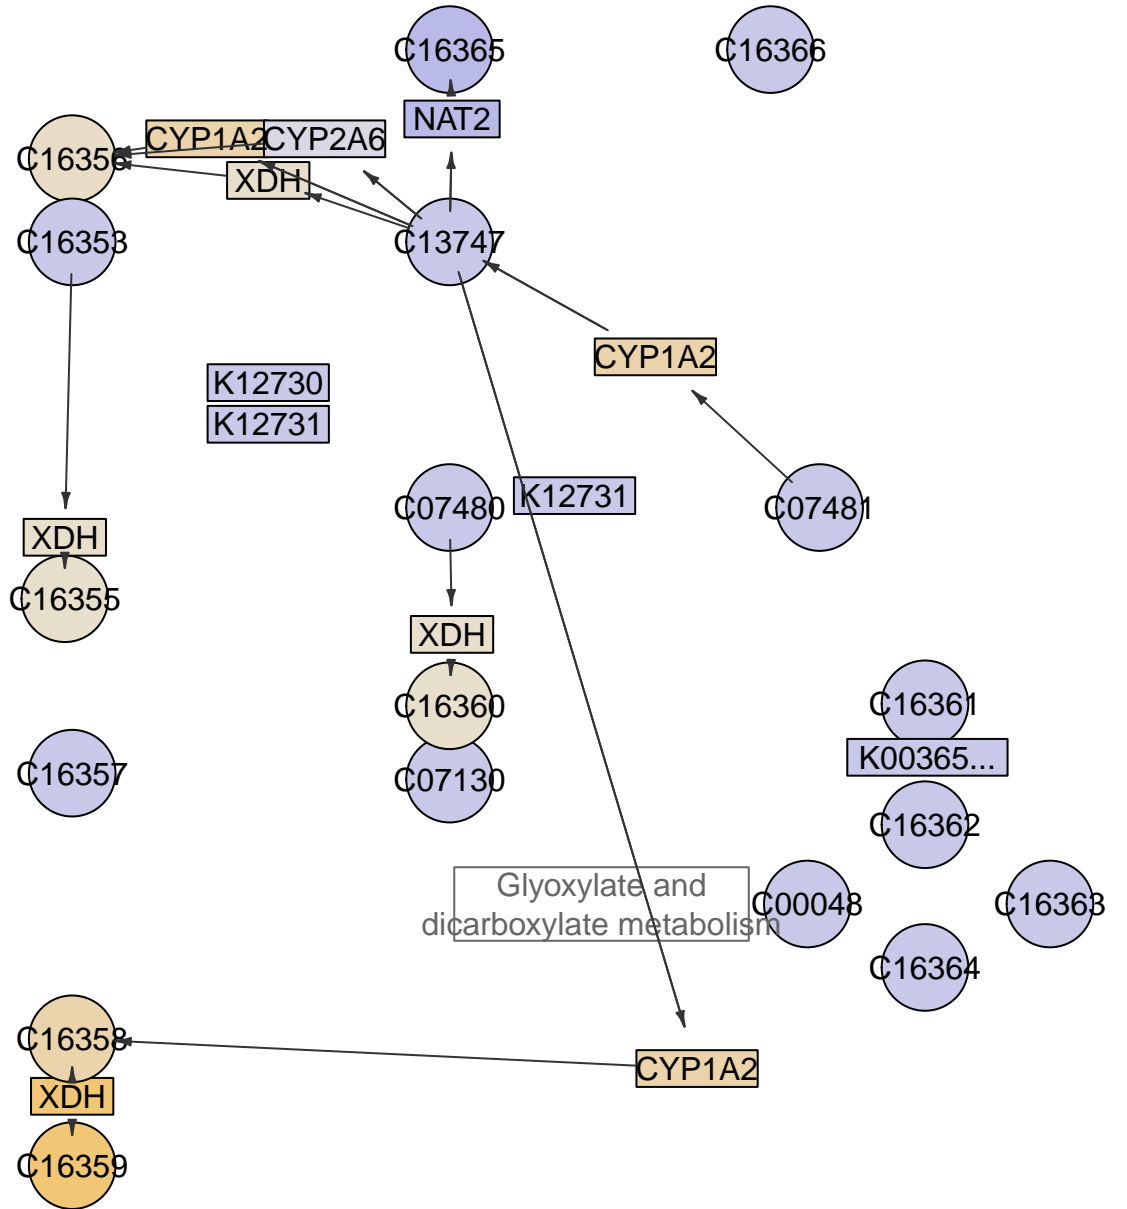 C16365
C16366
NAT2
CYP1A2
CYP2A6
C16356
XDH
C16353
C13747
CYP1A2
K12730
K12731
K12731
C07480
C07481
XDH
C16355
XDH
C16360
C16361
K00365...
C16357
C07130
C16362
Glyoxylate and
dicarboxylate metabolism
C00048
C16363
C16364
C16358
CYP1A2
XDH
C16359